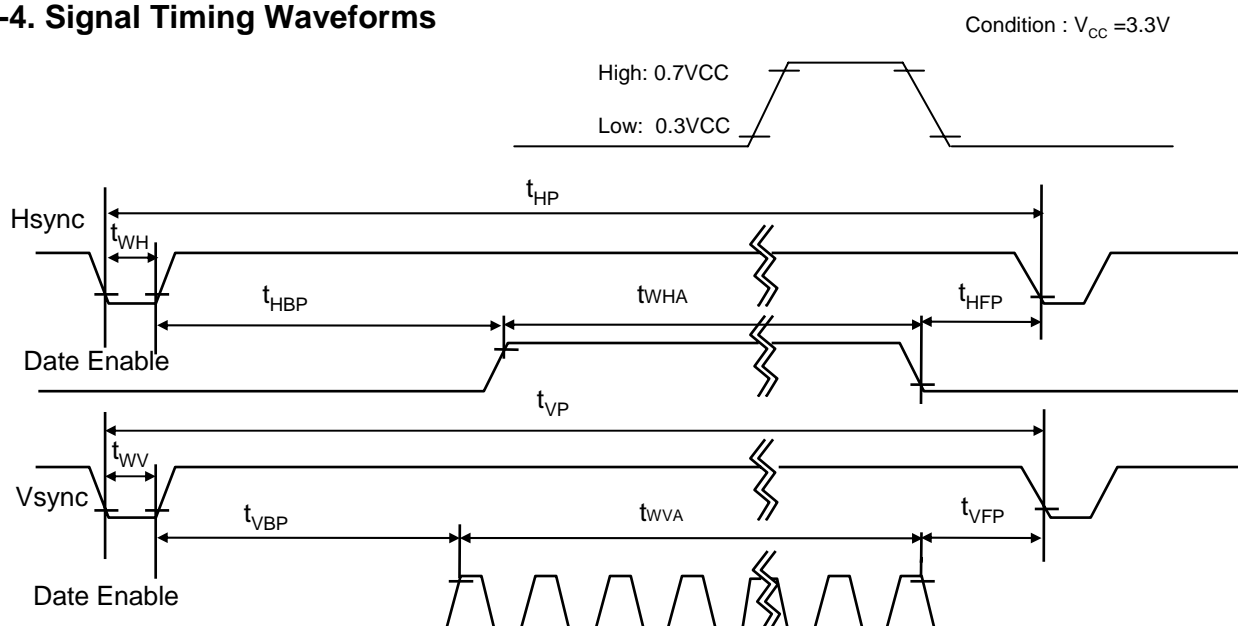 -4. Signal Timing Waveforms
Condition : VCC =3.3V
High: 0.7VCC
Low: 0.3VCC
tHP
Hsync
tWH
tHBP
tWHA
tHFP
Date Enable
tVP
tWV
Vsync
tVBP
tWVA
tVFP
Date Enable